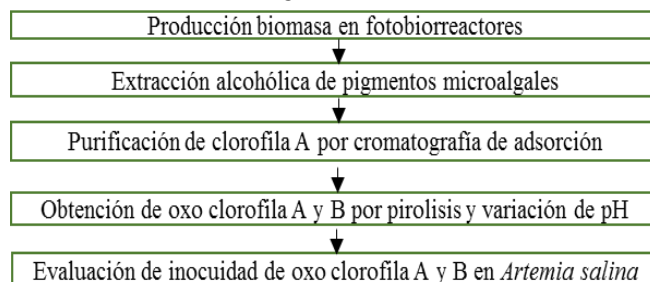 Producción biomasa en fotobiorreactores
Extracción alcohólica de pigmentos microalgales
Purificación de clorofila A por cromatografía de adsorción
Obtención de oxo clorofila A y B por pirolisis y variación de pH
Evaluación de inocuidad de oxo clorofila A y B en Artemia salina